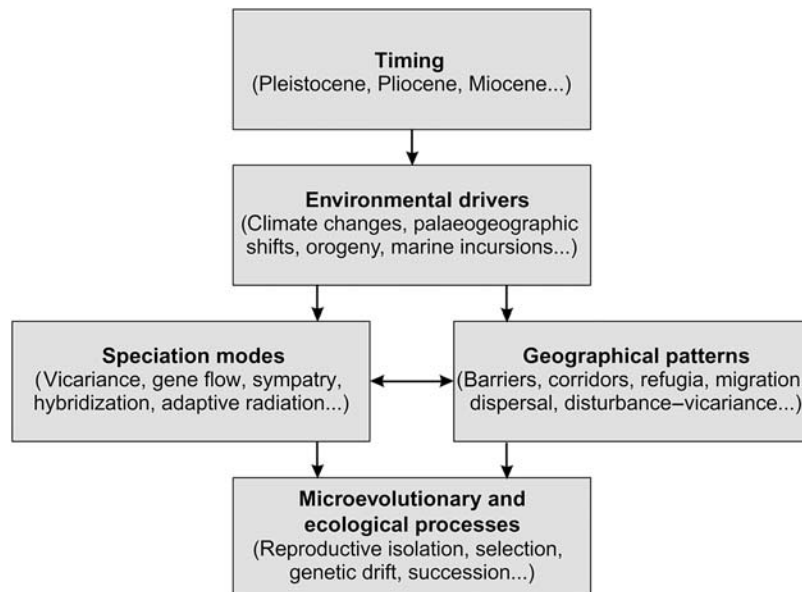 Timing
(Pleistocene, Pliocene, Miocene...)
Environmental drivers
(Climate changes, palaeogeographic
shifts, orogeny, marine incursions...)
Speciation modes
(Vicariance, gene flow, sympatry,
hybridization, adaptive radiation...)
Geographical patterns
(Barriers, corridors, refugia, migration
dispersal, disturbance–vicariance...)
Microevolutionary and
ecological processes
(Reproductive isolation, selection,
genetic drift, succession...)